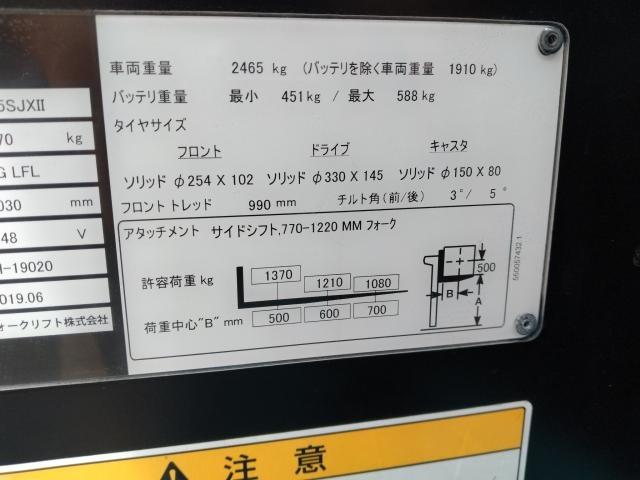 車両重量 2465 kg (バッテリを除く車両重量 1910 kg)
バッテリ重量 最小 451 kg / 最大 588 kg
タイヤサイズ
フロント ドライブ キャスタ
ソリッド φ254 X 102 ソリッド φ330 X 145 ソリッド φ150 X 80
フロント トレッド 990 mm チルト角(前/後) 3°/ 5°
アタッチメント サイドシフト,770-1220 MM フォーク
許容荷重 kg 1370 1210 1080
荷重中心"B" mm 500 600 700
500
B
A
550057432 1
5SJXII
70 kg
G LFL
030 mm
48 V
-19020
019.06
ォークリフト株式会社
注意